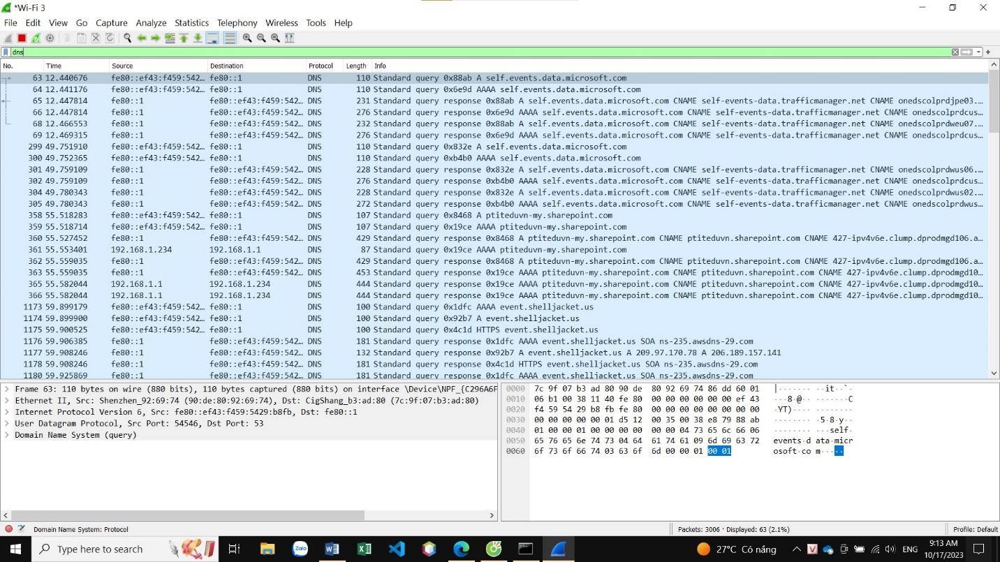 *Wi-Fi 3
File Edit View Go Capture Analyze Statistics Telephony Wireless Tools Help
dns
No. Time Source Destination Protocol Length Info
63 12.440676 fe80::ef43:f459:542… fe80::1 DNS 110 Standard query 0x88ab A self.events.data.microsoft.com
64 12.441176 fe80::ef43:f459:542… fe80::1 DNS 110 Standard query 0x6e9d AAAA self.events.data.microsoft.com
65 12.447814 fe80::1 fe80::ef43:f459:542… DNS 231 Standard query response 0x88ab A self.events.data.microsoft.com CNAME self-events-data.trafficmanager.net CNAME onedscolprdjpe03.…
66 12.447814 fe80::1 fe80::ef43:f459:542… DNS 276 Standard query response 0x6e9d AAAA self.events.data.microsoft.com CNAME self-events-data.trafficmanager.net CNAME onedscolprdcus…
68 12.466553 fe80::1 fe80::ef43:f459:542… DNS 232 Standard query response 0x88ab A self.events.data.microsoft.com CNAME self-events-data.trafficmanager.net CNAME onedscolprdweu07.…
69 12.469315 fe80::1 fe80::ef43:f459:542… DNS 276 Standard query response 0x6e9d AAAA self.events.data.microsoft.com CNAME self-events-data.trafficmanager.net CNAME onedscolprdcus…
299 49.751910 fe80::ef43:f459:542… fe80::1 DNS 110 Standard query 0x832e A self.events.data.microsoft.com
300 49.752365 fe80::ef43:f459:542… fe80::1 DNS 110 Standard query 0xb4b0 AAAA self.events.data.microsoft.com
301 49.759109 fe80::1 fe80::ef43:f459:542… DNS 228 Standard query response 0x832e A self.events.data.microsoft.com CNAME self-events-data.trafficmanager.net CNAME onedscolprdwus06.…
302 49.759109 fe80::1 fe80::ef43:f459:542… DNS 276 Standard query response 0xb4b0 AAAA self.events.data.microsoft.com CNAME self-events-data.trafficmanager.net CNAME onedscolprdcus…
304 49.780343 fe80::1 fe80::ef43:f459:542… DNS 228 Standard query response 0x832e A self.events.data.microsoft.com CNAME self-events-data.trafficmanager.net CNAME onedscolprdwus02.…
305 49.780343 fe80::1 fe80::ef43:f459:542… DNS 272 Standard query response 0xb4b0 AAAA self.events.data.microsoft.com CNAME self-events-data.trafficmanager.net CNAME onedscolprdwus…
358 55.518283 fe80::ef43:f459:542… fe80::1 DNS 107 Standard query 0x8468 A ptiteduvn-my.sharepoint.com
359 55.518714 fe80::ef43:f459:542… fe80::1 DNS 107 Standard query 0x19ce AAAA ptiteduvn-my.sharepoint.com
360 55.527452 fe80::1 fe80::ef43:f459:542… DNS 429 Standard query response 0x8468 A ptiteduvn-my.sharepoint.com CNAME ptiteduvn.sharepoint.com CNAME 427-ipv4v6e.clump.dprodmgd106.a…
361 55.553401 192.168.1.234 192.168.1.1 DNS 87 Standard query 0x19ce AAAA ptiteduvn-my.sharepoint.com
362 55.559035 fe80::1 fe80::ef43:f459:542… DNS 429 Standard query response 0x8468 A ptiteduvn-my.sharepoint.com CNAME ptiteduvn.sharepoint.com CNAME 427-ipv4v6e.clump.dprodmgd106.a…
363 55.559035 fe80::1 fe80::ef43:f459:542… DNS 453 Standard query response 0x19ce AAAA ptiteduvn-my.sharepoint.com CNAME ptiteduvn.sharepoint.com CNAME 427-ipv4v6e.clump.dprodmgd10…
365 55.582044 192.168.1.1 192.168.1.234 DNS 444 Standard query response 0x19ce AAAA ptiteduvn-my.sharepoint.com CNAME ptiteduvn.sharepoint.com CNAME 427-ipv4v6e.clump.dprodmgd10…
366 55.582044 192.168.1.1 192.168.1.234 DNS 444 Standard query response 0x19ce AAAA ptiteduvn-my.sharepoint.com CNAME ptiteduvn.sharepoint.com CNAME 427-ipv4v6e.clump.dprodmgd10…
1173 59.899179 fe80::ef43:f459:542… fe80::1 DNS 100 Standard query 0x1dfc AAAA event.shelljacket.us
1174 59.899900 fe80::ef43:f459:542… fe80::1 DNS 100 Standard query 0x92b7 A event.shelljacket.us
1175 59.900525 fe80::ef43:f459:542… fe80::1 DNS 100 Standard query 0x4c1d HTTPS event.shelljacket.us
1176 59.906385 fe80::1 fe80::ef43:f459:542… DNS 181 Standard query response 0x1dfc AAAA event.shelljacket.us SOA ns-235.awsdns-29.com
1177 59.908246 fe80::1 fe80::ef43:f459:542… DNS 132 Standard query response 0x92b7 A event.shelljacket.us A 209.97.170.78 A 206.189.157.141
1178 59.908246 fe80::1 fe80::ef43:f459:542… DNS 181 Standard query response 0x4c1d HTTPS event.shelljacket.us SOA ns-235.awsdns-29.com
1180 59.925869 fe80::1 fe80::ef43:f459:542… DNS 181 Standard query response 0x1dfc AAAA event.shelljacket.us SOA ns-235.awsdns-29.com
Frame 63: 110 bytes on wire (880 bits), 110 bytes captured (880 bits) on interface \Device\NPF_{C296A6F
Ethernet II, Src: Shenzhen_92:69:74 (90:de:80:92:69:74), Dst: CigShang_b3:ad:80 (7c:9f:07:b3:ad:80)
Internet Protocol Version 6, Src: fe80::ef43:f459:5429:b8fb, Dst: fe80::1
User Datagram Protocol, Src Port: 54546, Dst Port: 53
Domain Name System (query)
0000 7c 9f 07 b3 ad 80 90 de 80 92 69 74 86 dd 60 01 |······· ··it··`·
0010 06 b1 00 38 11 40 fe 80 00 00 00 00 00 00 ef 43 ···8·@·· ·······C
0020 f4 59 54 29 b8 fb fe 80 00 00 00 00 00 00 00 00 ·YT)···· ········
0030 00 00 00 00 00 01 d5 12 00 35 00 38 e8 79 88 ab ········ ·5·8·y··
0040 01 00 00 01 00 00 00 00 00 00 04 73 65 6c 66 06 ········ ···self·
0050 65 76 65 6e 74 73 04 64 61 74 61 09 6d 69 63 72 events·d ata·micr
0060 6f 73 6f 66 74 03 63 6f 6d 00 00 01 00 01 osoft·co m·····
Domain Name System: Protocol Packets: 3006 · Displayed: 63 (2.1%) Profile: Default
Type here to search
Zalo
27°C Có nắng
ENG
9:13 AM
10/17/2023